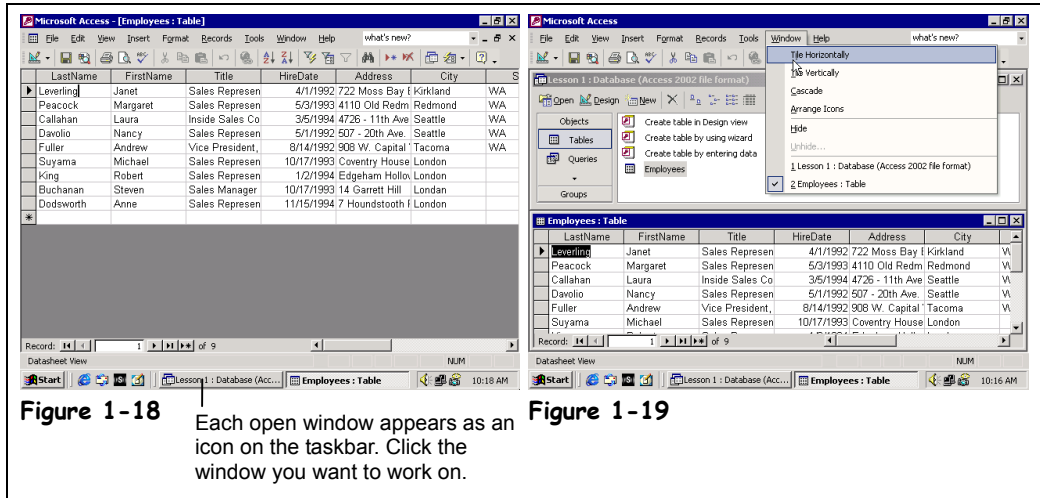 Microsoft Access - [Employees : Table]
File Edit View Insert Format Records Tools Window Help what's new?
LastName FirstName Title HireDate Address City S
Leverling Janet Sales Represen 4/1/1992 722 Moss Bay Kirkland WA
Peacock Margaret Sales Represen 5/3/1993 4110 Old Redm Redmond WA
Callahan Laura Inside Sales Co 3/5/1994 4726 - 11th Ave Seattle WA
Davolio Nancy Sales Represen 5/1/1992 507 - 20th Ave. Seattle WA
Fuller Andrew Vice President, 8/14/1992 908 W. Capital Tacoma WA
Suyama Michael Sales Represen 10/17/1993 Coventry House London
King Robert Sales Represen 1/2/1994 Edgeham Hollow London
Buchanan Steven Sales Manager 10/17/1993 14 Garrett Hill London
Dodsworth Anne Sales Represen 11/15/1994 7 Houndstooth London
Record: 1 of 9
Datasheet View NUM
Start Lesson 1 : Database (Acc... Employees : Table 10:18 AM
Figure 1-18
Each open window appears as an
icon on the taskbar. Click the
window you want to work on.
Microsoft Access
File Edit View Insert Format Records Tools Window Help what's new?
Tile Horizontally
Tile Vertically
Cascade
Arrange Icons
Hide
Unhide...
1 Lesson 1 : Database (Access 2002 file format)
2 Employees : Table
Lesson 1 : Database (Access 2002 file format)
Open Design New
Objects
Tables
Queries
Groups
Create table in Design view
Create table by using wizard
Create table by entering data
Employees
Employees : Table
LastName FirstName Title HireDate Address City
Leverling Janet Sales Represen 4/1/1992 722 Moss Bay Kirkland
Peacock Margaret Sales Represen 5/3/1993 4110 Old Redm Redmond
Callahan Laura Inside Sales Co 3/5/1994 4726 - 11th Ave Seattle
Davolio Nancy Sales Represen 5/1/1992 507 - 20th Ave. Seattle
Fuller Andrew Vice President, 8/14/1992 908 W. Capital Tacoma
Suyama Michael Sales Represen 10/17/1993 Coventry House London
Record: 1 of 9
Datasheet View NUM
Start Lesson 1 : Database (Acc... Employees : Table 10:16 AM
Figure 1-19